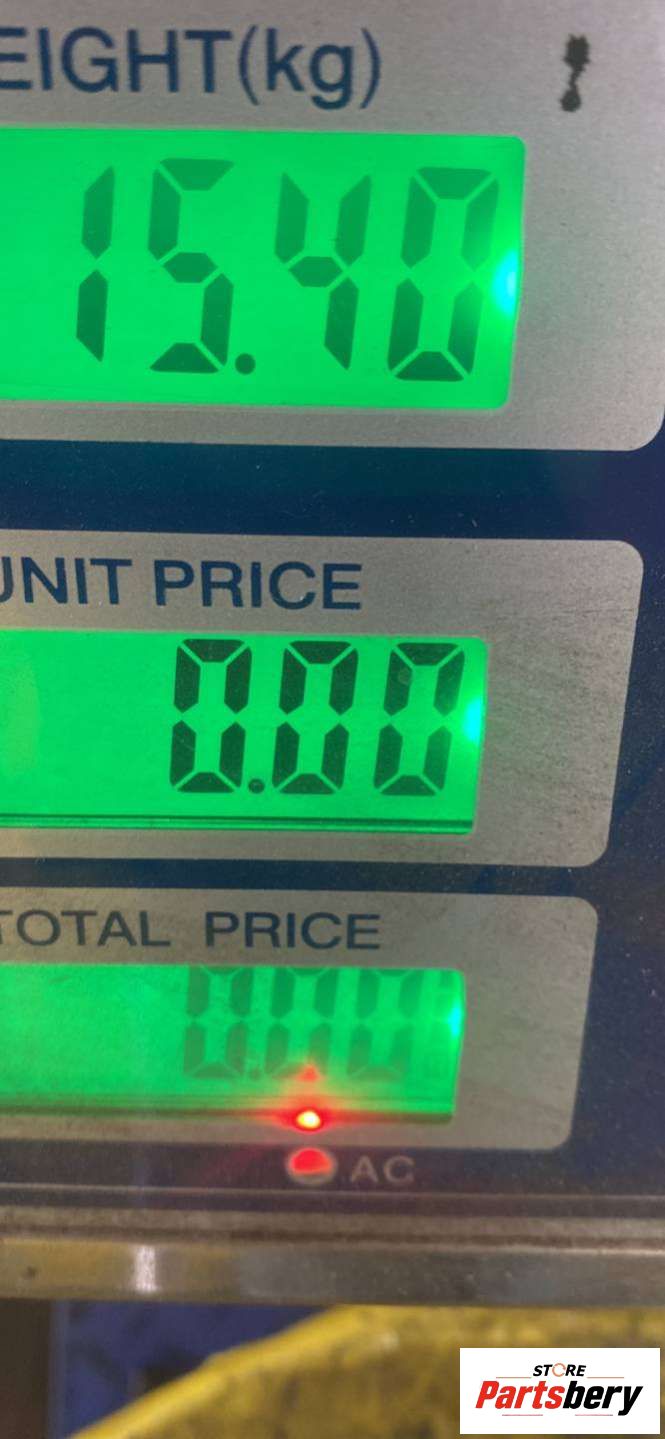 EIGHT(kg)
15.40
UNIT PRICE
0.00
TOTAL PRICE
0.00
AC
STORE
Partsbery